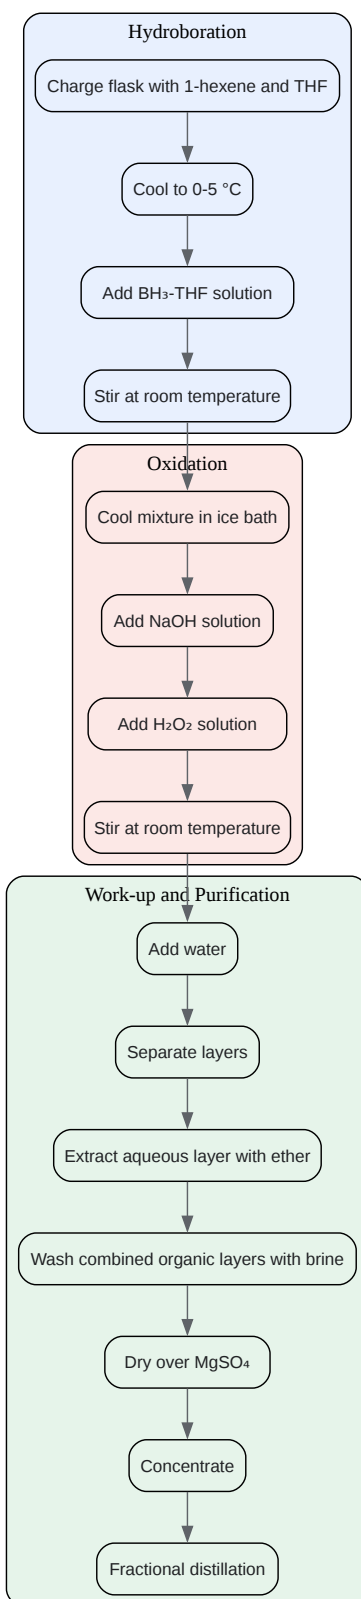 Hydroboration
Charge flask with 1-hexene and THF
Cool to 0-5 °C
Add BH₃-THF solution
Stir at room temperature
Oxidation
Cool mixture in ice bath
Add NaOH solution
Add H₂O₂ solution
Stir at room temperature
Work-up and Purification
Add water
Separate layers
Extract aqueous layer with ether
Wash combined organic layers with brine
Dry over MgSO₄
Concentrate
Fractional distillation